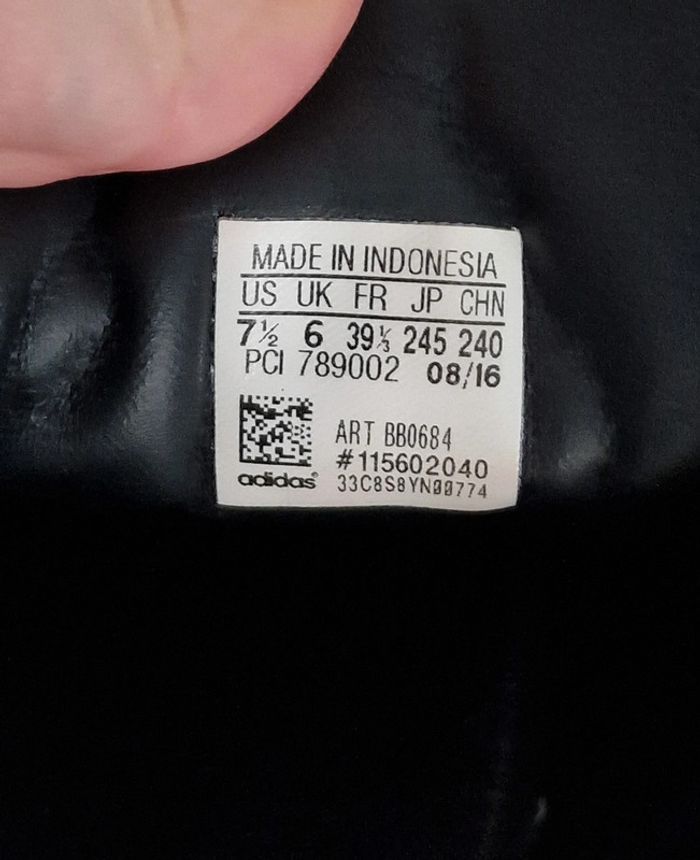 MADE IN INDONESIA
US UK FR JP CHN
7½ 6 39⅓ 245 240
PCI 789002 08/16
ART BB0684
#115602040
adidas® 33C8S8YN00774